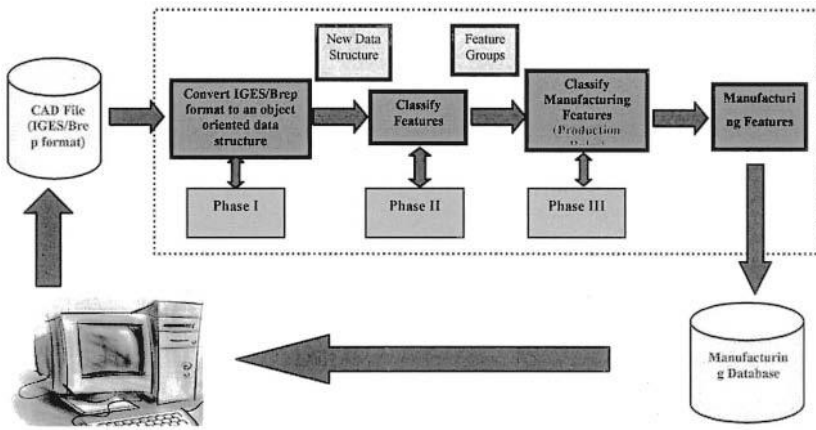 New Data
Structure
Feature
Groups
CAD File
(IGES/Bre
p format)
Convert IGES/Brep
format to an object
oriented data
structure
Classify
Features
Classify
Manufacturing
Features
(Production
Manufacturi
ng Features
Phase I
Phase II
Phase III
Manufacturin
g Database